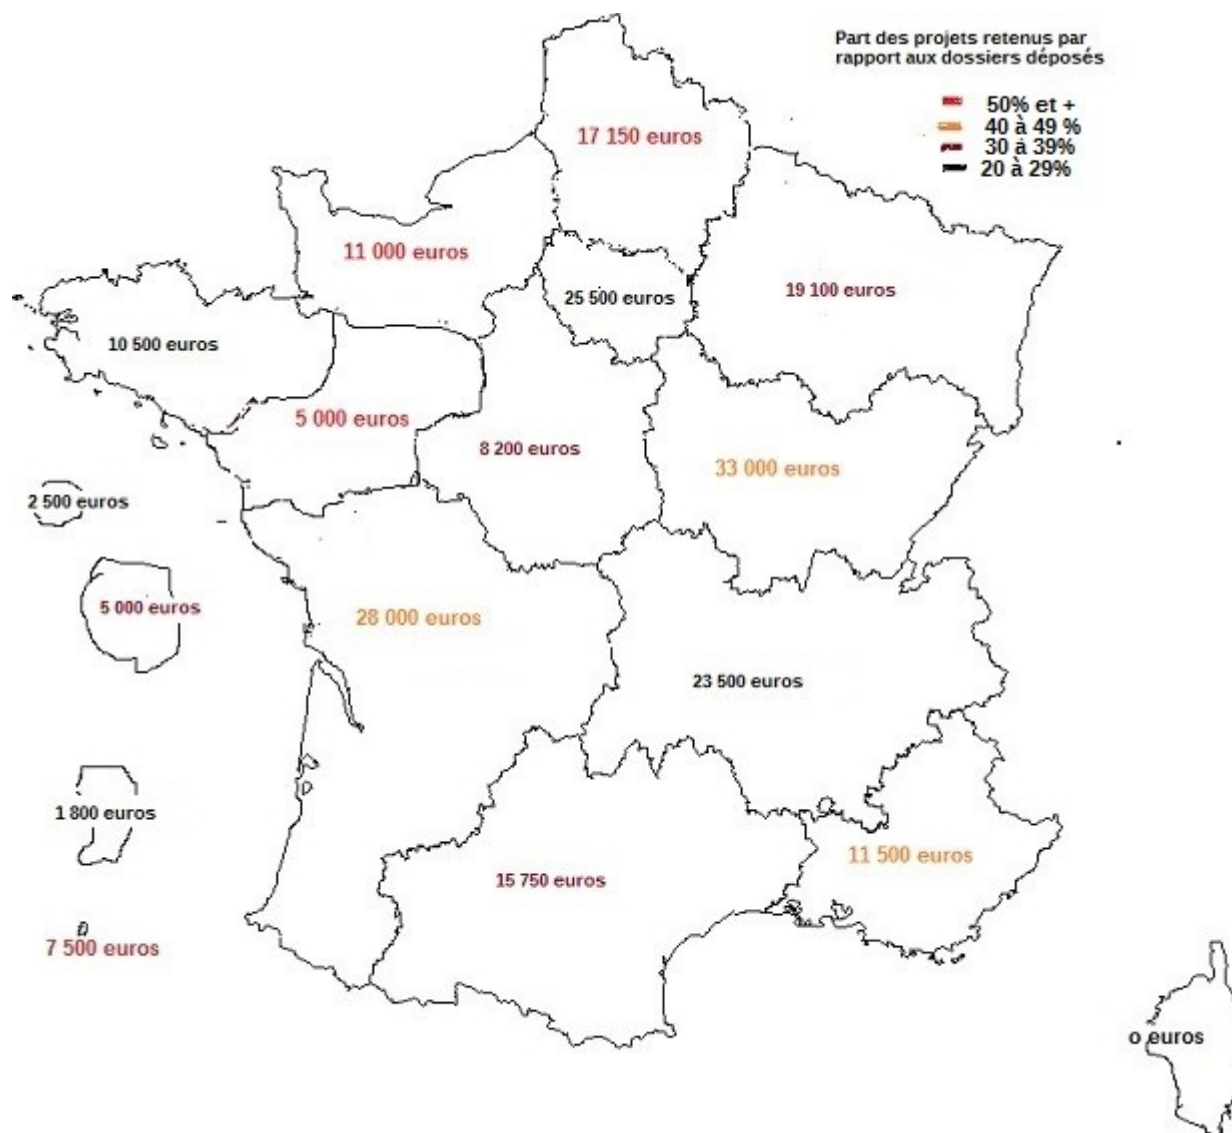 Part des projets retenus par
rapport aux dossiers déposés
50% et +
40 à 49 %
30 à 39%
20 à 29%
17 150 euros
11 000 euros
25 500 euros
19 100 euros
10 500 euros
5 000 euros
8 200 euros
33 000 euros
2 500 euros
5 000 euros
28 000 euros
23 500 euros
1 800 euros
11 500 euros
15 750 euros
7 500 euros
o euros